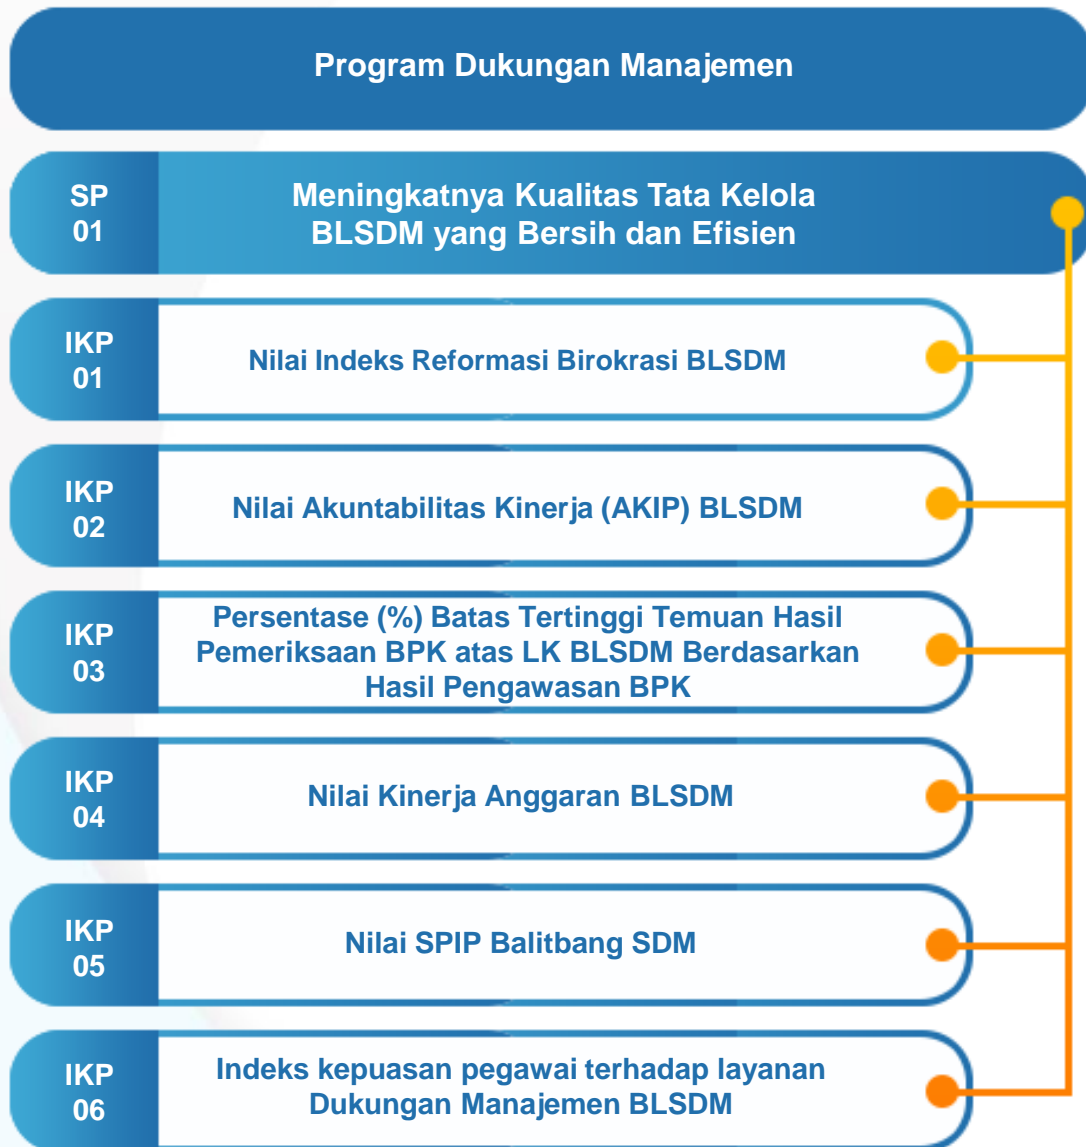 Program Dukungan Manajemen
SP
01
Meningkatnya Kualitas Tata Kelola
BLSDM yang Bersih dan Efisien
IKP
01
Nilai Indeks Reformasi Birokrasi BLSDM
IKP
02
Nilai Akuntabilitas Kinerja (AKIP) BLSDM
IKP
03
Persentase (%) Batas Tertinggi Temuan Hasil
Pemeriksaan BPK atas LK BLSDM Berdasarkan
Hasil Pengawasan BPK
IKP
04
Nilai Kinerja Anggaran BLSDM
IKP
05
Nilai SPIP Balitbang SDM
IKP
06
Indeks kepuasan pegawai terhadap layanan
Dukungan Manajemen BLSDM